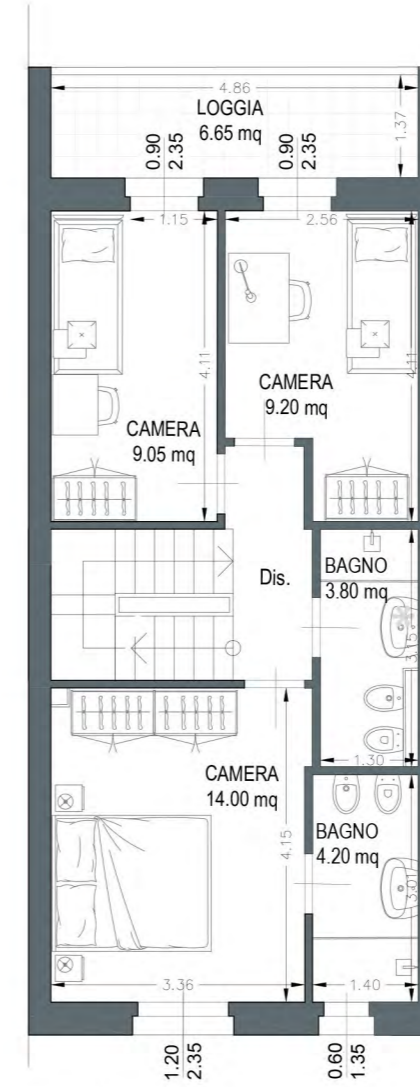 4.86
LOGGIA
6.65 mq
1.37
0.90
2.35
0.90
2.35
1.15
2.56
4.11
4.11
CAMERA
9.05 mq
CAMERA
9.20 mq
Dis.
BAGNO
3.80 mq
1.30
CAMERA
14.00 mq
4.15
BAGNO
4.20 mq
3.01
3.36
1.40
1.20
2.35
0.60
1.35